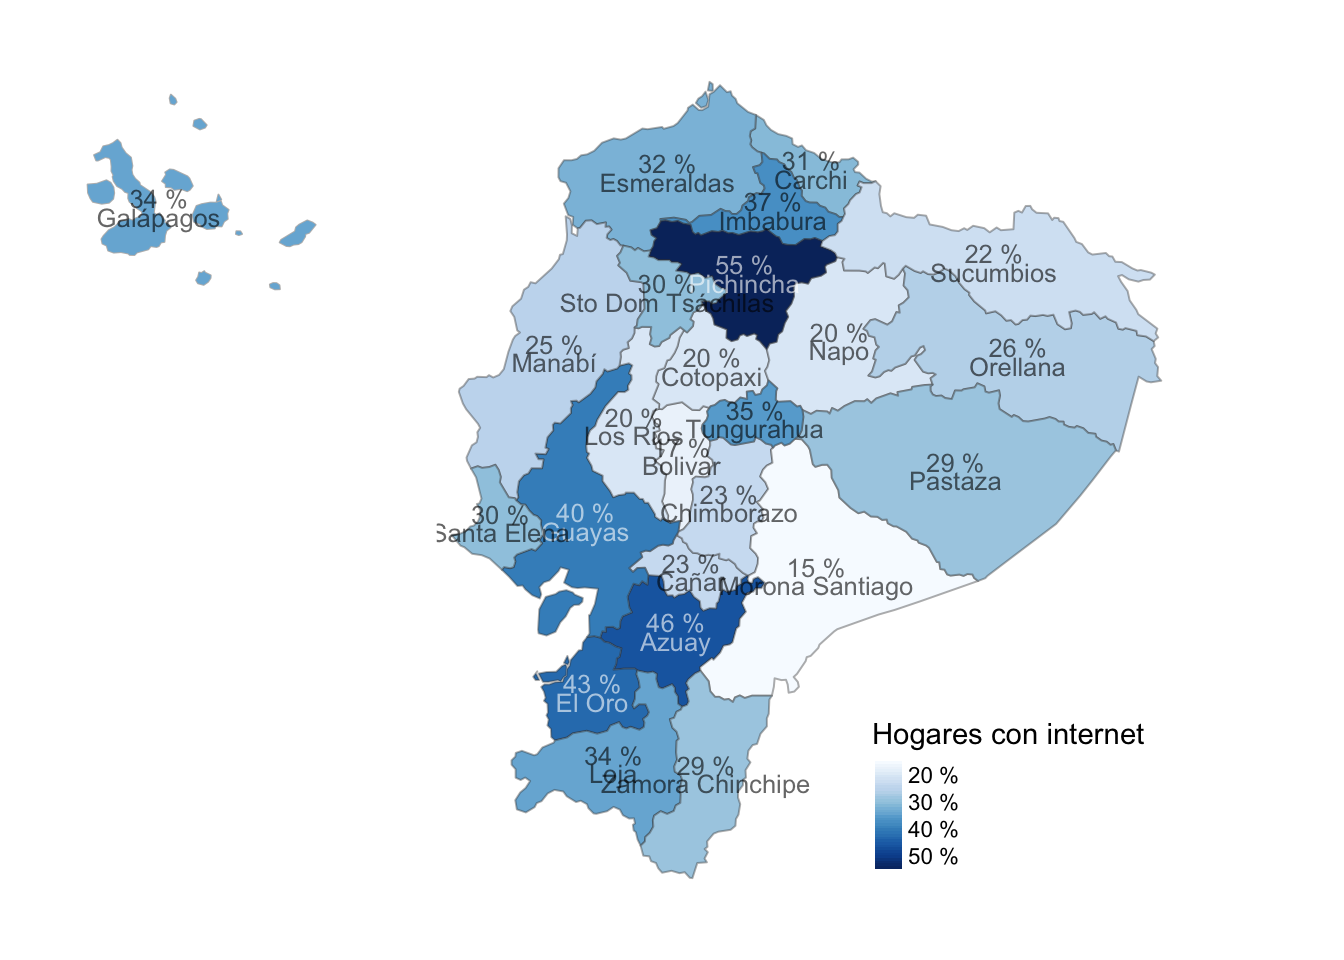 32 %
Esmeraldas
31 %
Carchi
37 %
Imbabura
34 %
Galápagos
22 %
Sucumbios
55 %
Pichincha
30 %
Sto Dom Tsáchilas
20 %
Napo
25 %
Manabí
20 %
Cotopaxi
26 %
Orellana
35 %
Tungurahua
20 %
Los Ríos
17 %
Bolivar
29 %
Pastaza
23 %
Chimborazo
30 %
Santa Elena
40 %
Guayas
23 %
Cañar
15 %
Morona Santiago
46 %
Azuay
43 %
El Oro
34 %
Loja
29 %
Zamora Chinchipe
Hogares con internet
20 %
30 %
40 %
50 %